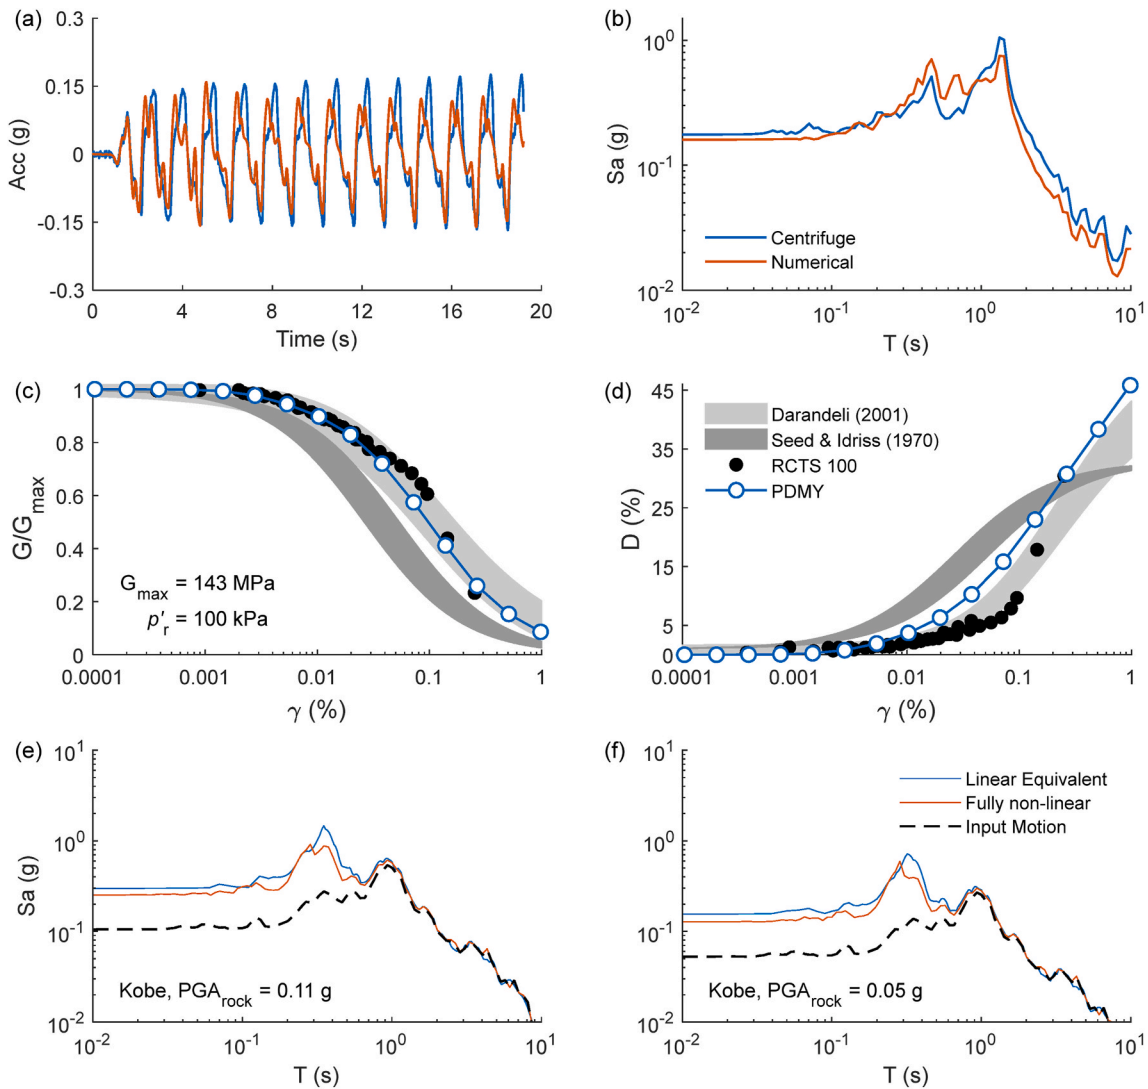 (a)
0.3
0.15
0
-0.15
-0.3
Acc (g)
0 4 8 12 16 20
Time (s)
(b)
10^0
10^-1
10^-2
Sa (g)
Centrifuge
Numerical
10^-2 10^-1 10^0 10^1
T (s)
(c)
1
0.8
0.6
0.4
0.2
0
G/G_max
G_max = 143 MPa
p'_r = 100 kPa
0.0001 0.001 0.01 0.1 1
γ (%)
(d)
45
35
25
15
5
0
D (%)
Darandeli (2001)
Seed & Idriss (1970)
RCTS 100
PDMY
0.0001 0.001 0.01 0.1 1
γ (%)
(e)
10^1
10^0
10^-1
10^-2
Sa (g)
Kobe, PGA_rock = 0.11 g
10^-2 10^-1 10^0 10^1
T (s)
(f)
10^1
10^0
10^-1
10^-2
Linear Equivalent
Fully non-linear
Input Motion
Kobe, PGA_rock = 0.05 g
10^-2 10^-1 10^0 10^1
T (s)